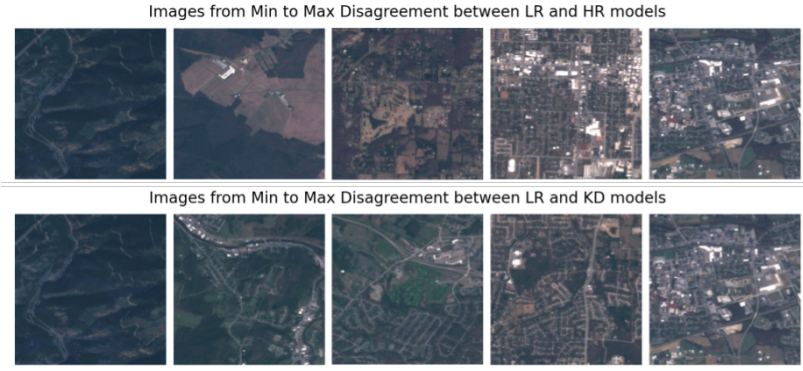 Images from Min to Max Disagreement between LR and HR models
Images from Min to Max Disagreement between LR and KD models